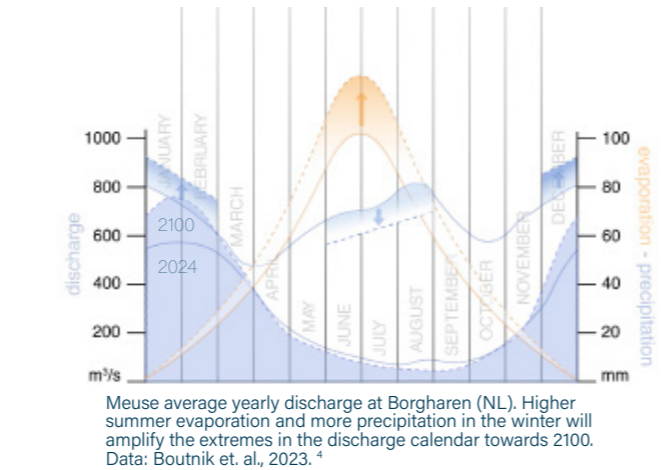 JANUARY
FEBRUARY
MARCH
APRIL
MAY
JUNE
JULY
AUGUST
SEPTEMBER
OCTOBER
NOVEMBER
DECEMBER
discharge
1000
800
600
400
200
m³/s
2100
2024
100
80
60
40
20
mm
evaporation - precipitation
Meuse average yearly discharge at Borgharen (NL). Higher
summer evaporation and more precipitation in the winter will
amplify the extremes in the discharge calendar towards 2100.
Data: Boutnik et. al., 2023. ⁴